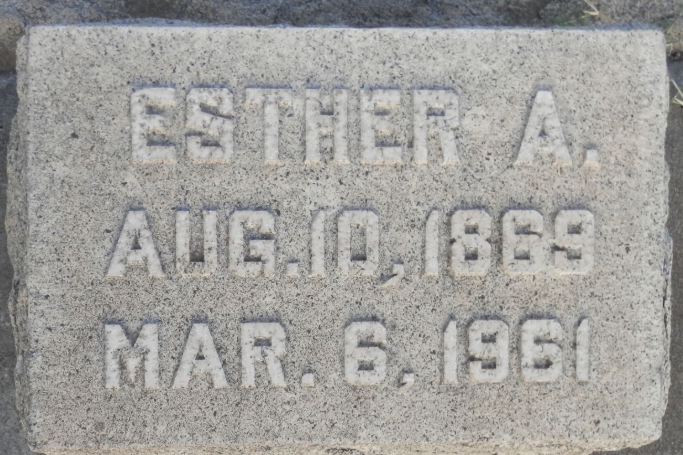 ESTHER A.
AUG. 10, 1869
MAR. 6, 1961